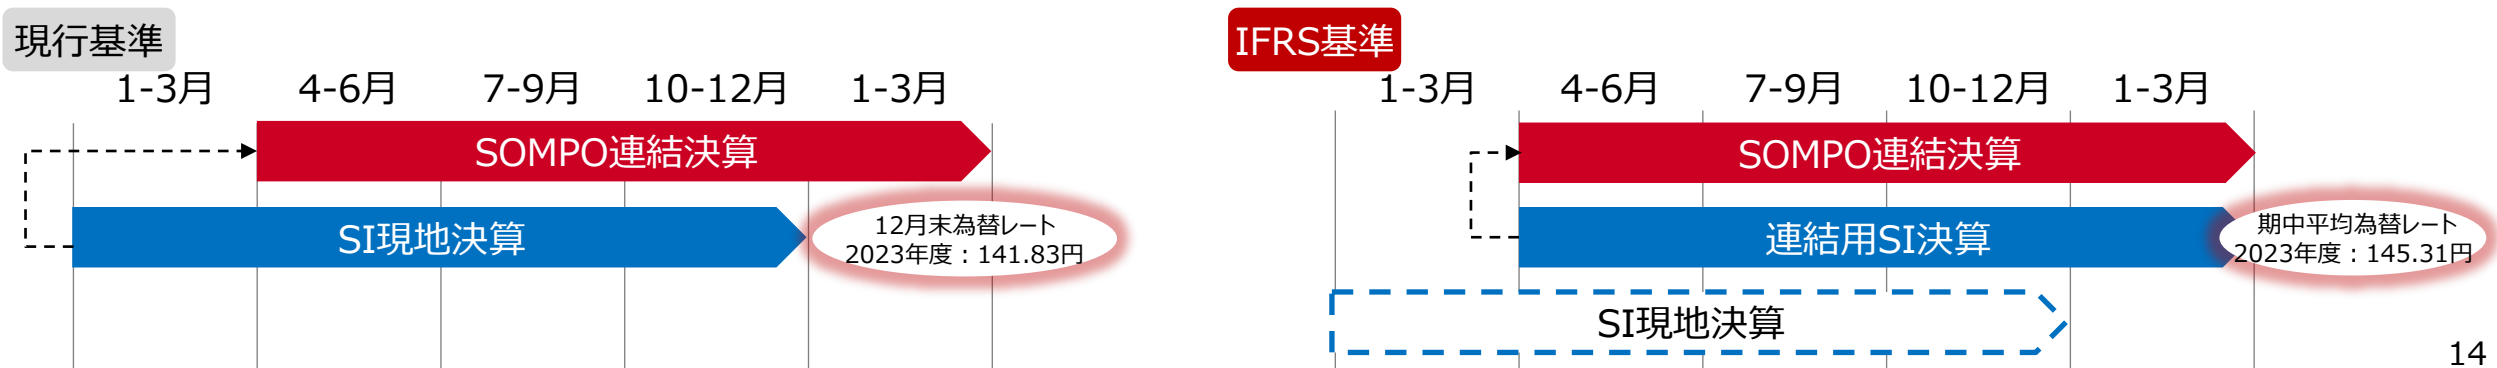 現行基準
1-3月 4-6月 7-9月 10-12月 1-3月
SOMPO連結決算
SI現地決算
12月末為替レート
2023年度：141.83円
IFRS基準
1-3月 4-6月 7-9月 10-12月 1-3月
SOMPO連結決算
連結用SI決算
期中平均為替レート
2023年度：145.31円
SI現地決算
14